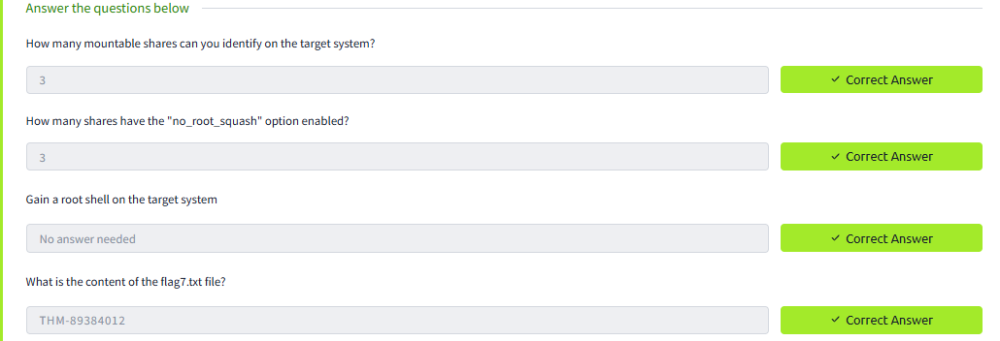 Answer the questions below
How many mountable shares can you identify on the target system?
3
✓ Correct Answer
How many shares have the "no_root_squash" option enabled?
3
✓ Correct Answer
Gain a root shell on the target system
No answer needed
✓ Correct Answer
What is the content of the flag7.txt file?
THM-89384012
✓ Correct Answer